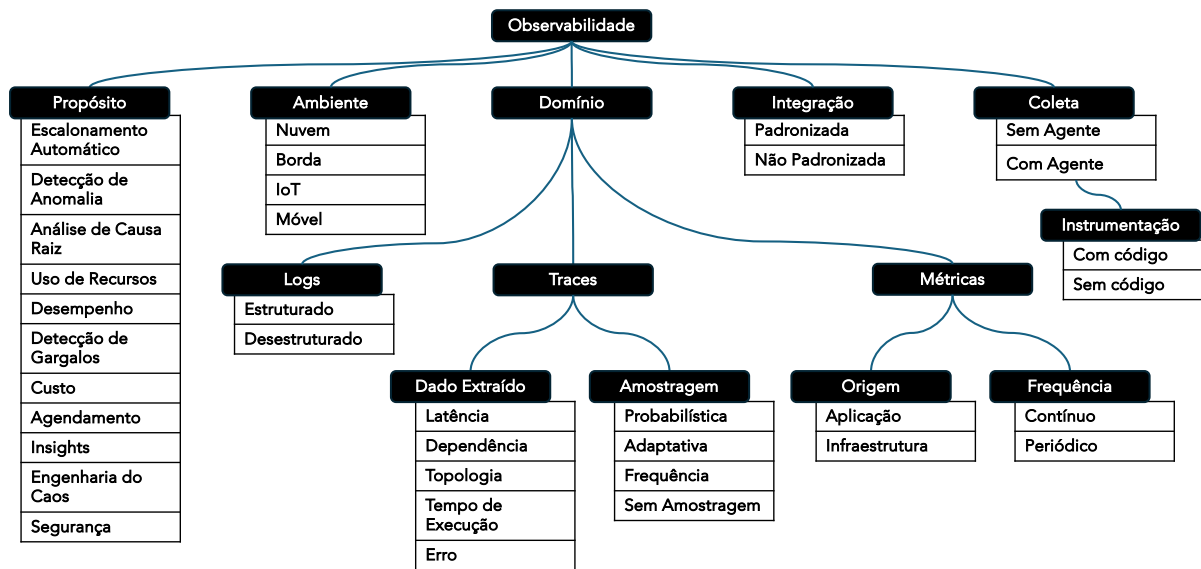 Observabilidade
Propósito
Escalonamento
Automático
Detecção de
Anomalia
Análise de Causa
Raiz
Uso de Recursos
Desempenho
Detecção de
Gargalos
Custo
Agendamento
Insights
Engenharia do
Caos
Segurança
Ambiente
Nuvem
Borda
IoT
Móvel
Domínio
Integração
Padronizada
Não Padronizada
Coleta
Sem Agente
Com Agente
Instrumentação
Com código
Sem código
Logs
Estruturado
Desestruturado
Traces
Métricas
Dado Extraído
Latência
Dependência
Topologia
Tempo de
Execução
Erro
Amostragem
Probabilística
Adaptativa
Frequência
Sem Amostragem
Origem
Aplicação
Infraestrutura
Frequência
Contínuo
Periódico